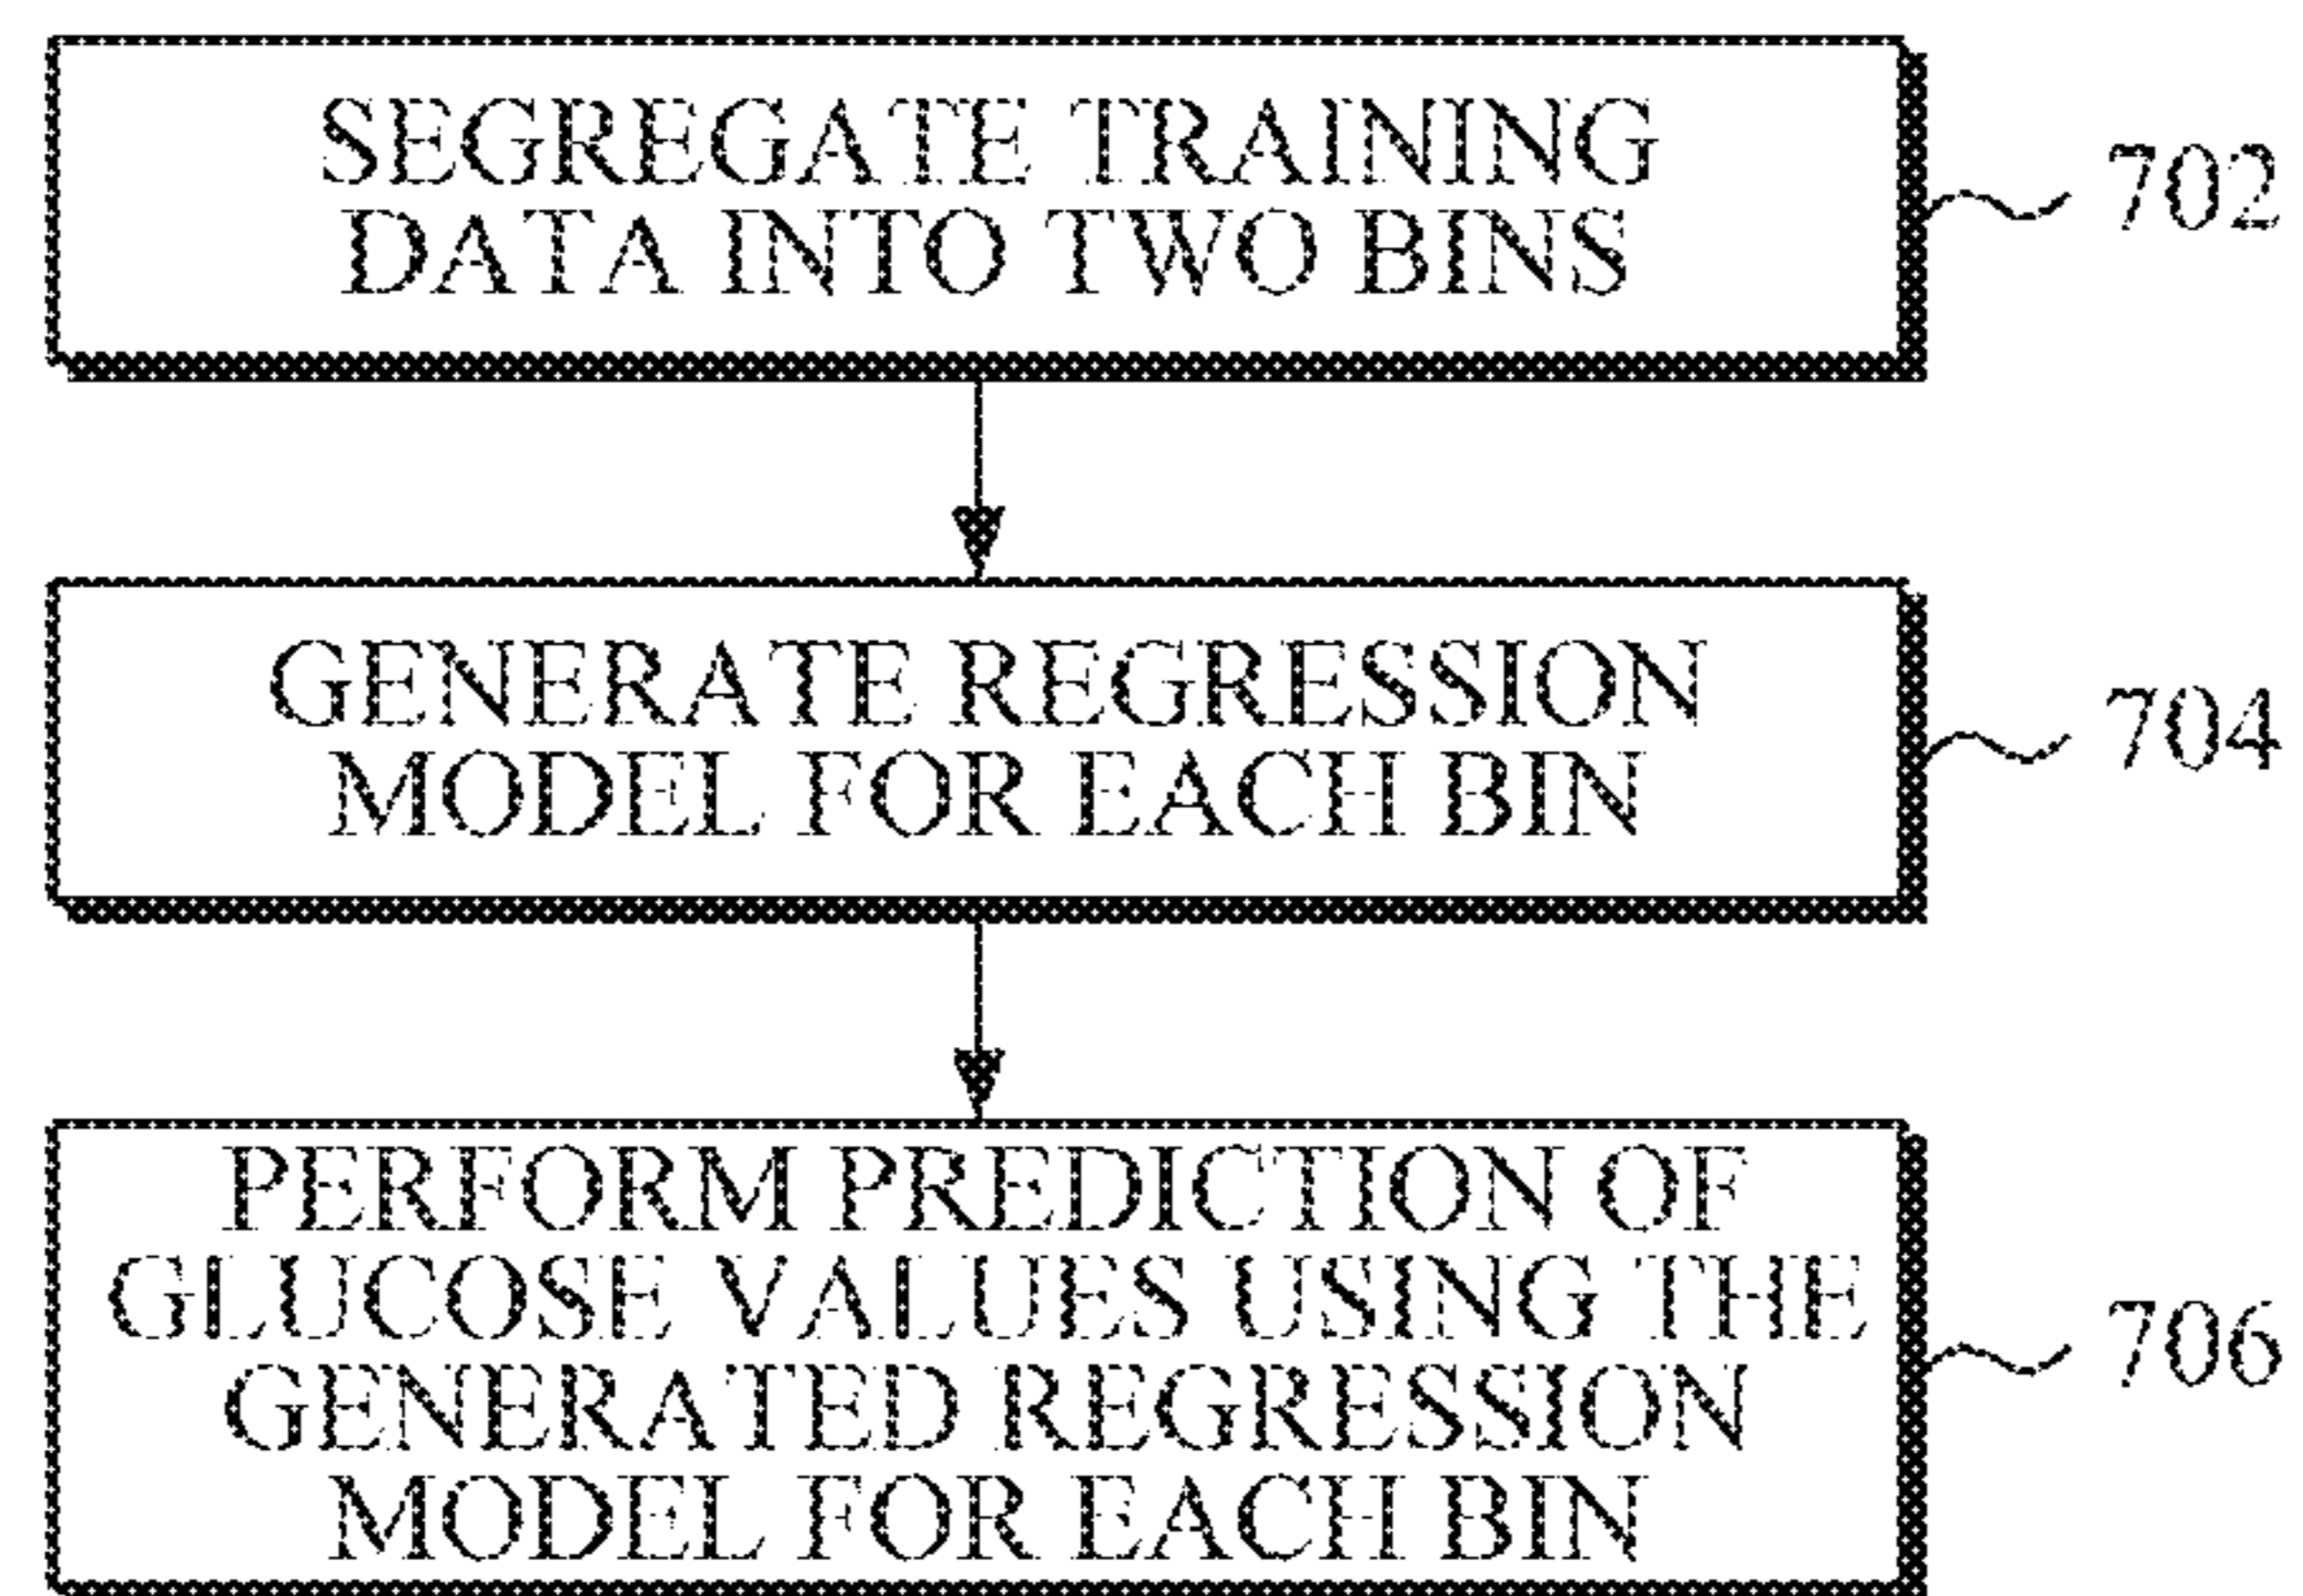 SEGREGATE TRAINING
DATA INTO TWO BINS
702
GENERATE REGRESSION
MODEL FOR EACH BIN
704
PERFORM PREDICTION OF
GLUCOSE VALUES USING THE
GENERATED REGRESSION
MODEL FOR EACH BIN
706